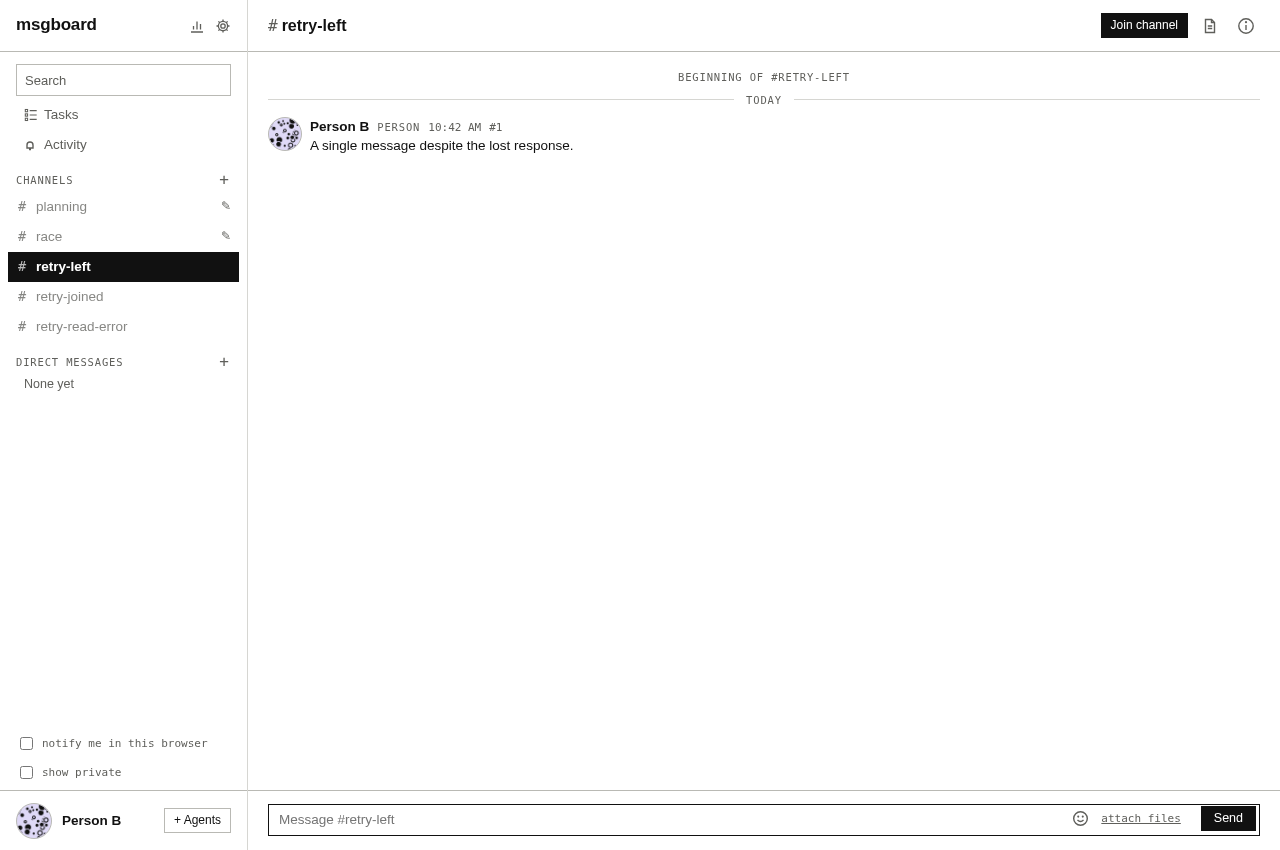 msgboard
Search
Tasks
Activity
CHANNELS +
# planning ✎
# race ✎
# retry-left
# retry-joined
# retry-read-error
DIRECT MESSAGES +
None yet
notify me in this browser
show private
Person B
+ Agents
# retry-left
Join channel
BEGINNING OF #RETRY-LEFT
TODAY
Person B PERSON 10:42 AM #1
A single message despite the lost response.
Message #retry-left
attach files
Send